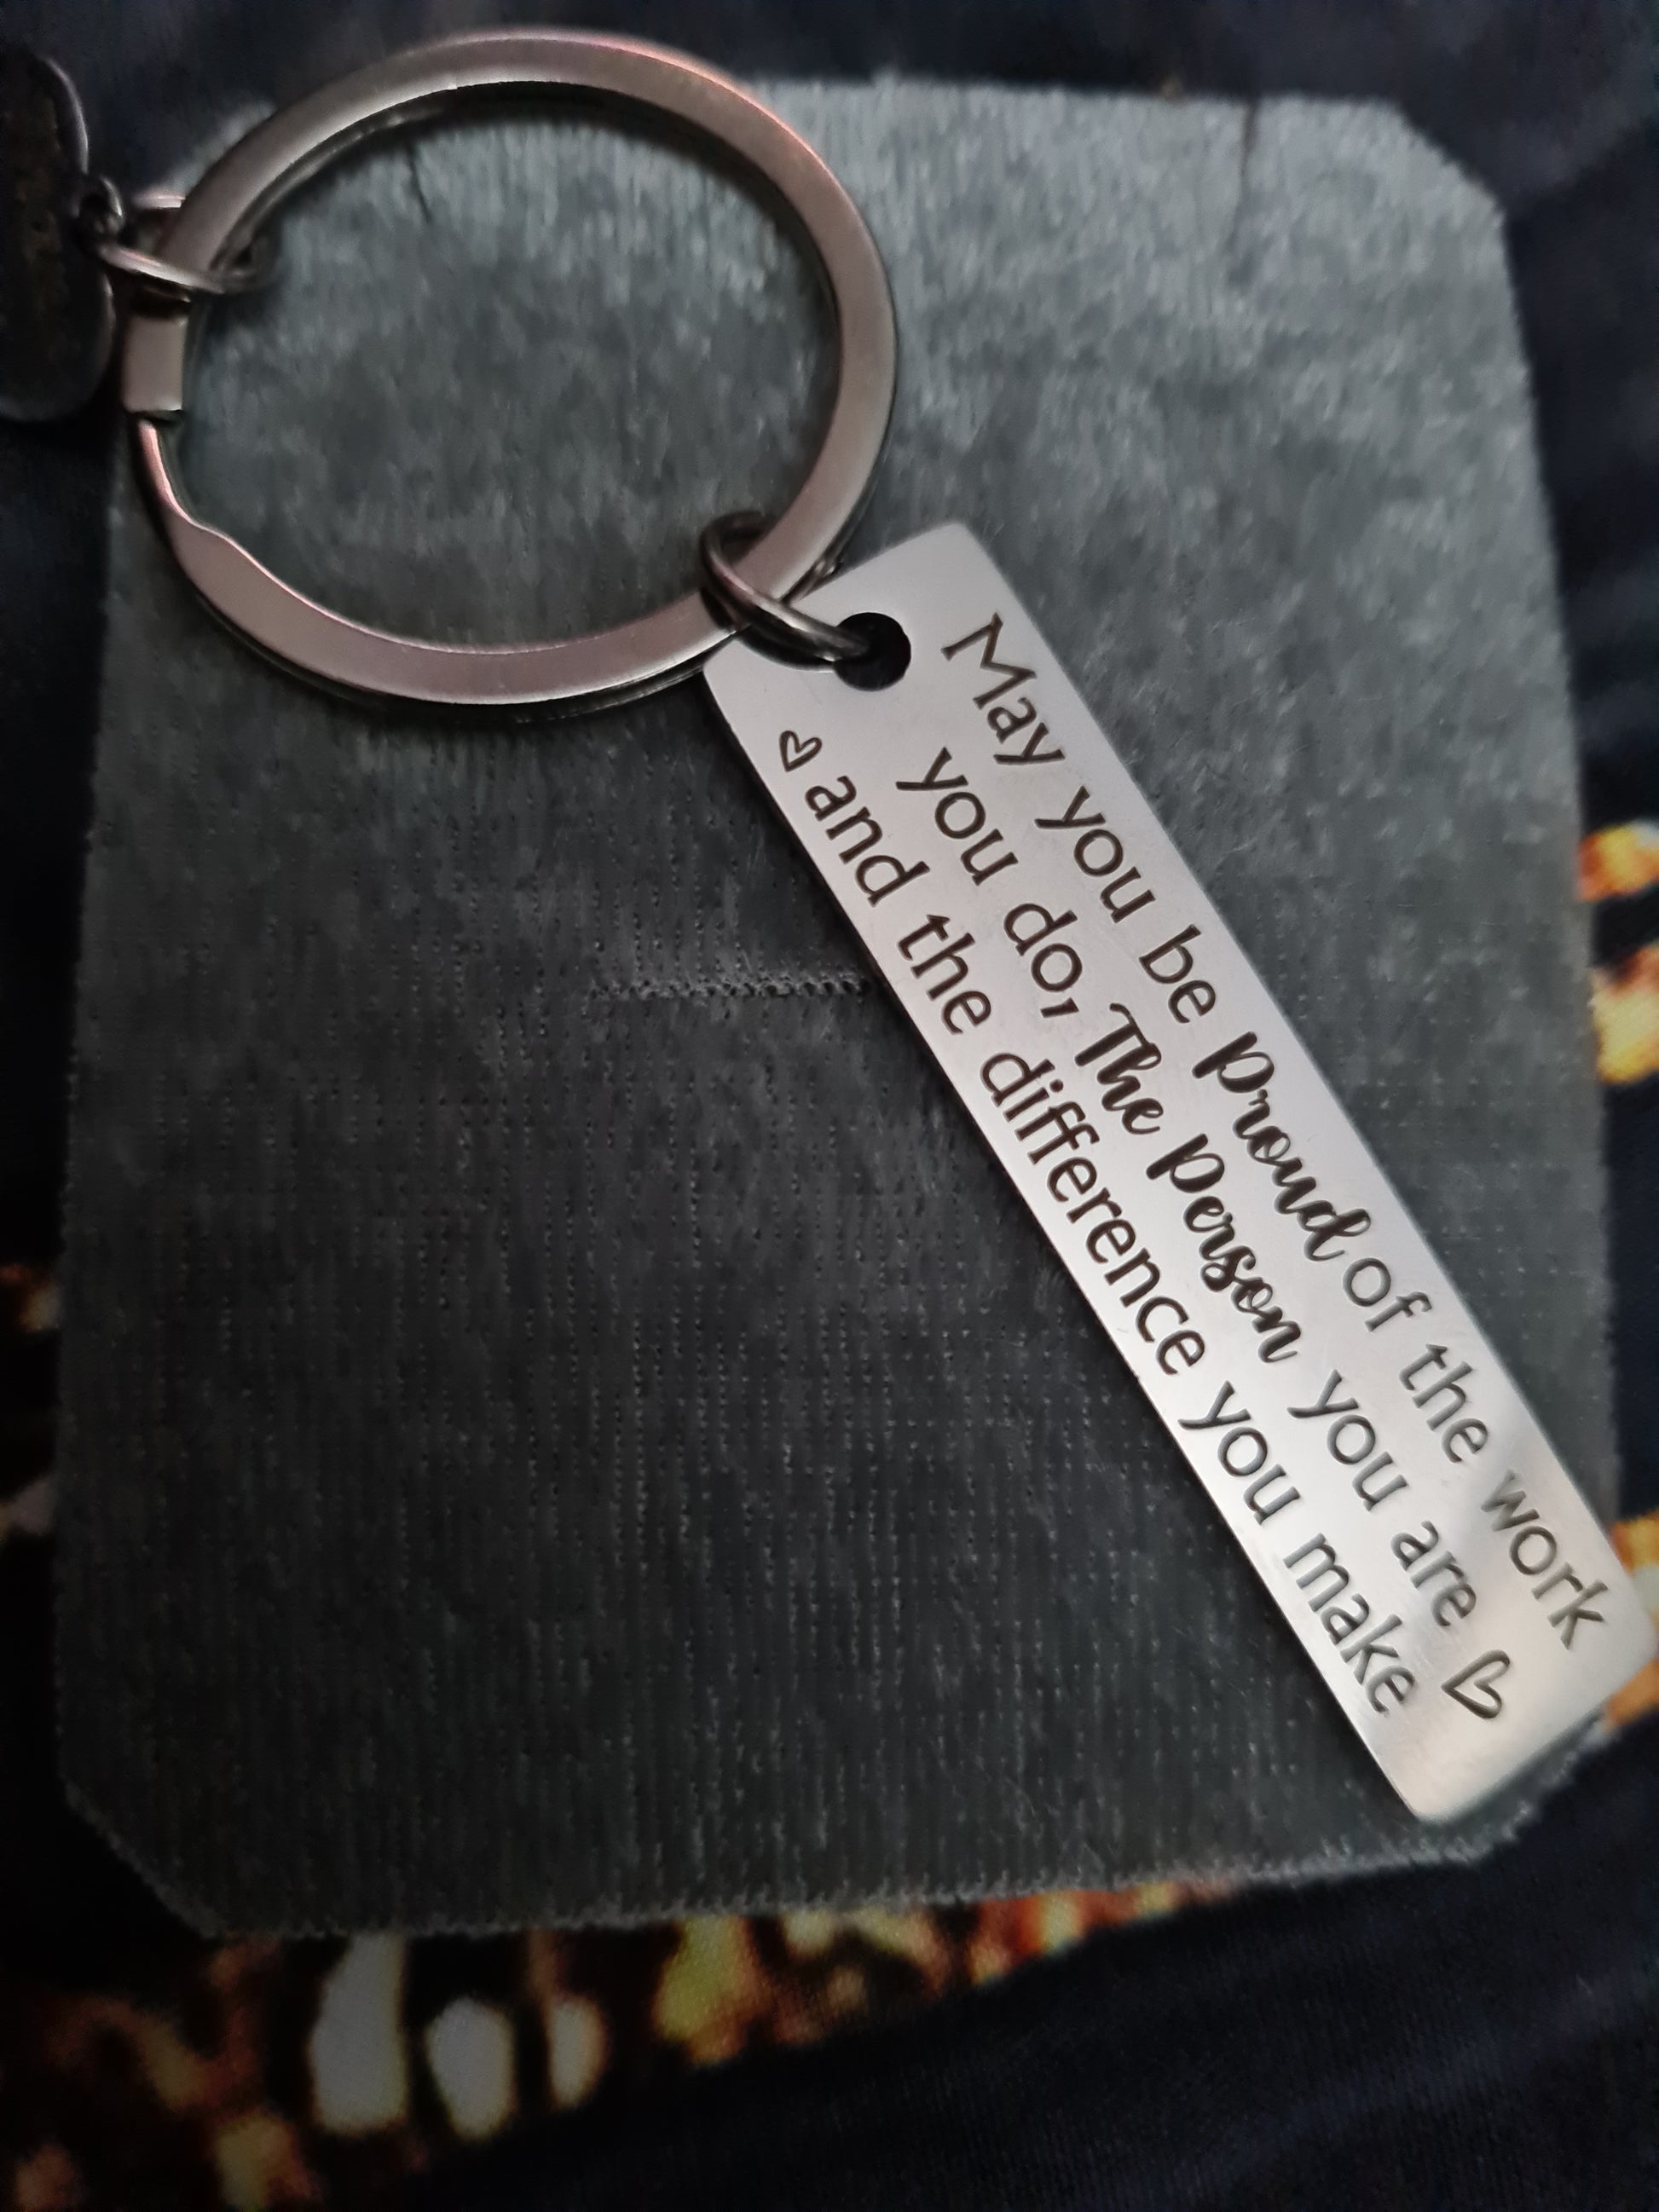 May you be Proud of the work
you do, The Person you are
and the difference you make